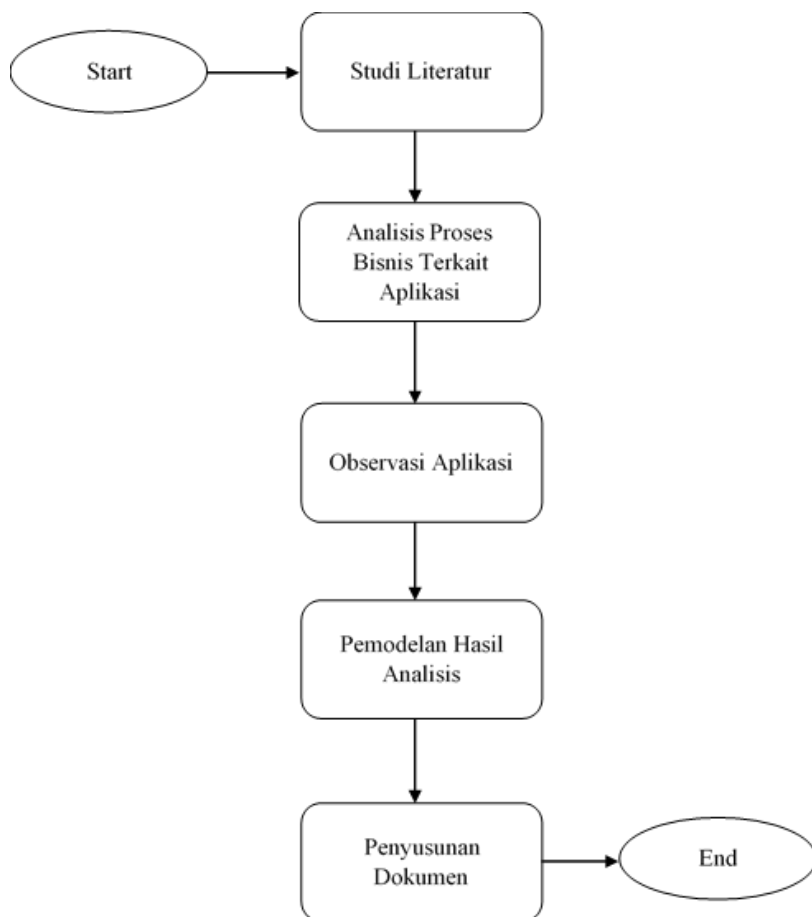 Start
Studi Literatur
Analisis Proses
Bisnis Terkait
Aplikasi
Observasi Aplikasi
Pemodelan Hasil
Analisis
Penyusunan
Dokumen
End